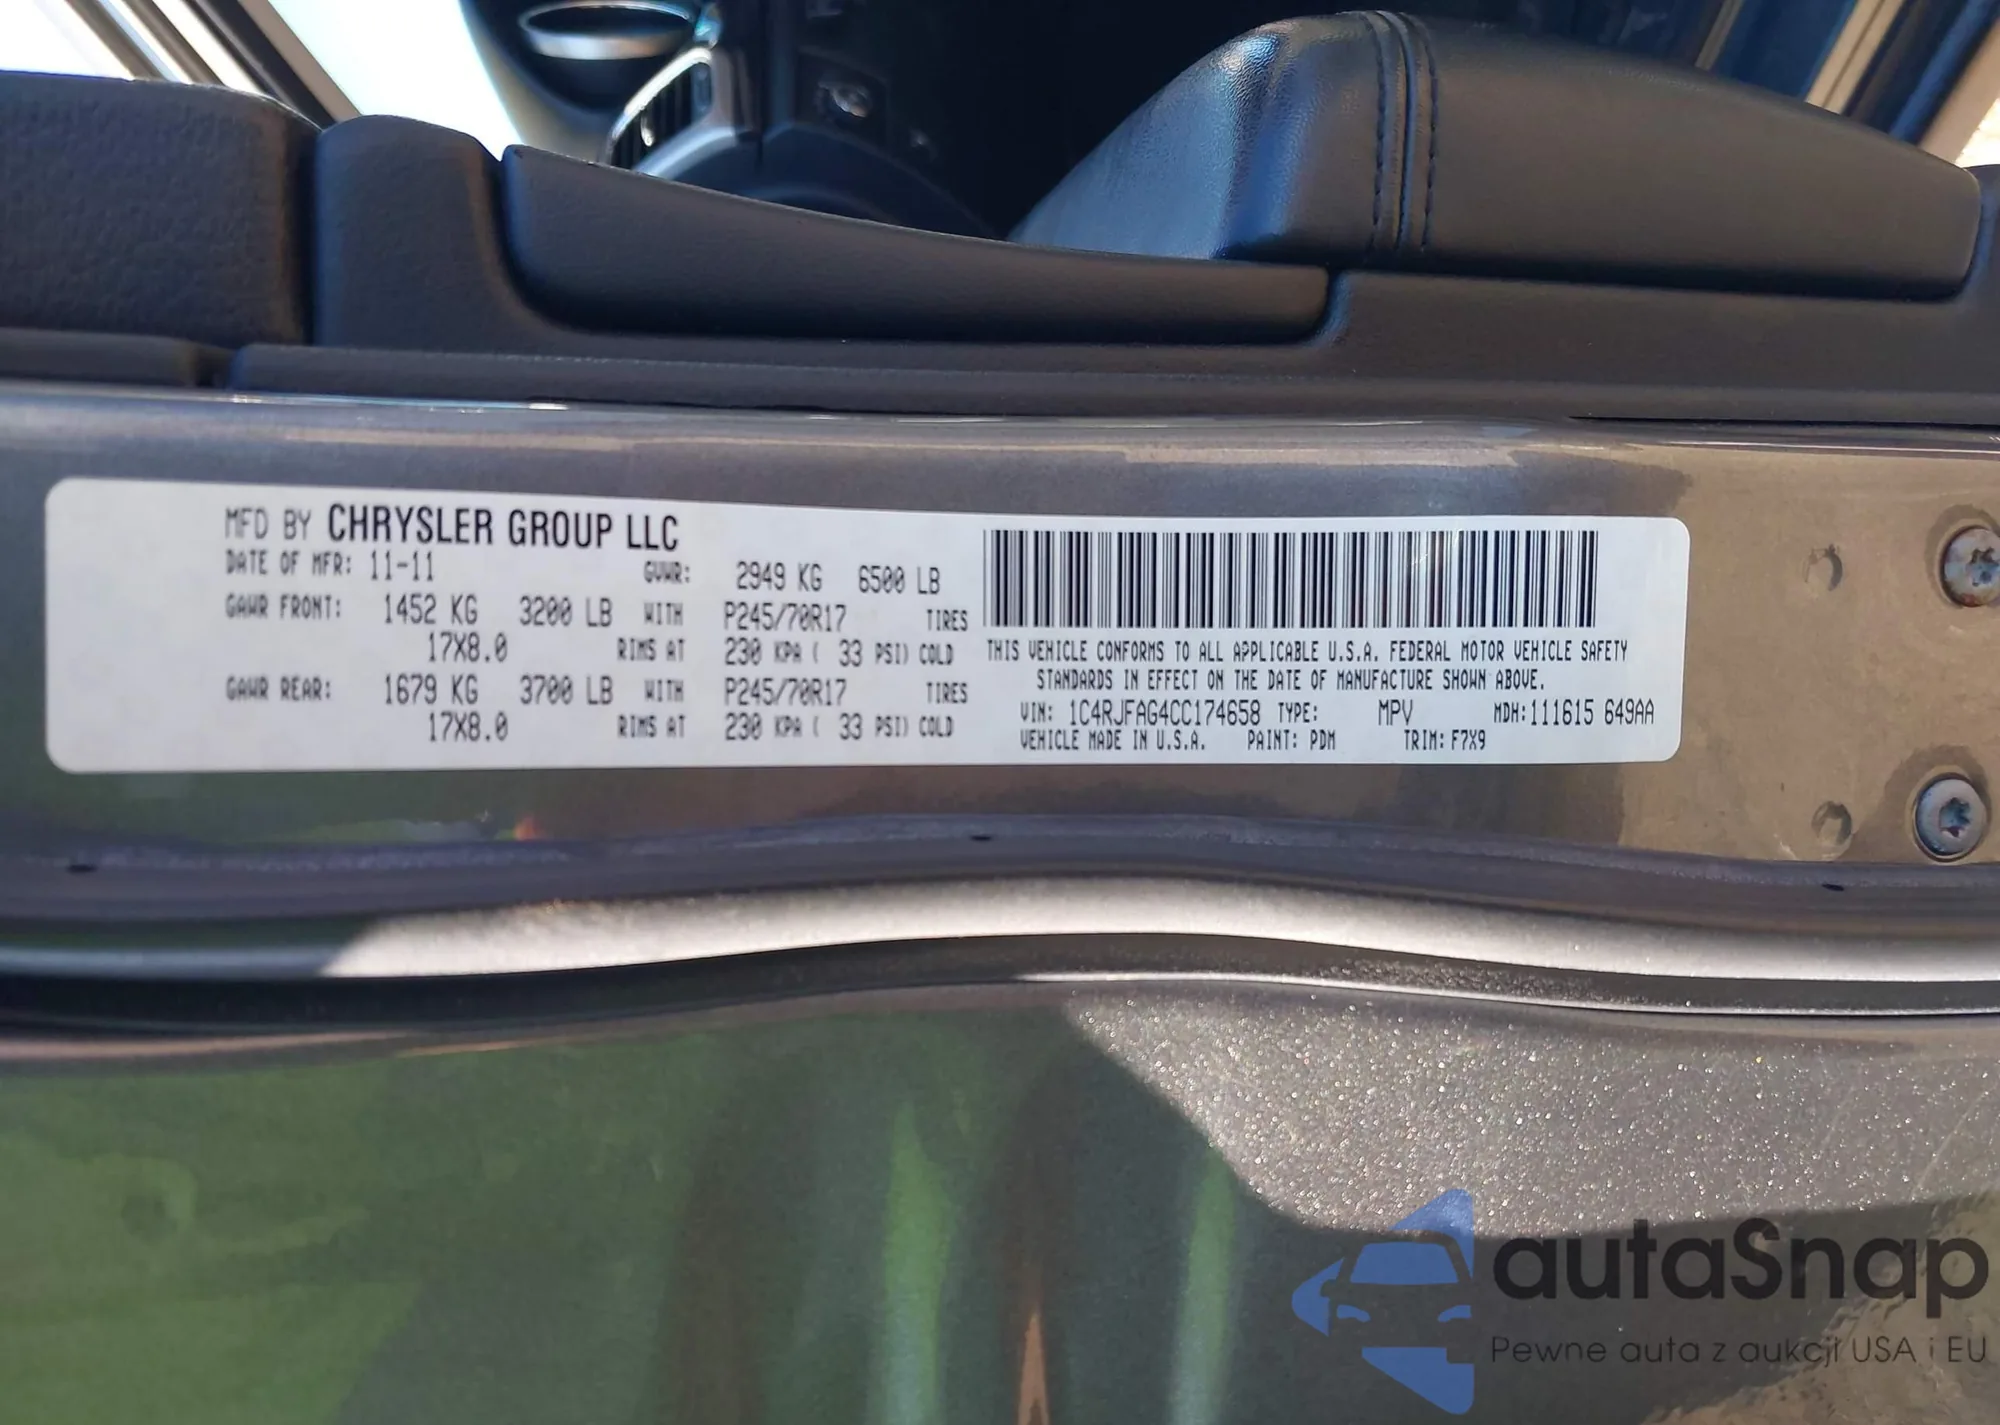 MFD BY CHRYSLER GROUP LLC
DATE OF MFR: 11-11 GVWR: 2949 KG 6500 LB
GAWR FRONT: 1452 KG 3200 LB WITH P245/70R17 TIRES
17X8.0 RIMS AT 230 KPA ( 33 PSI) COLD
GAWR REAR: 1679 KG 3700 LB WITH P245/70R17 TIRES
17X8.0 RIMS AT 230 KPA ( 33 PSI) COLD
THIS VEHICLE CONFORMS TO ALL APPLICABLE U.S.A. FEDERAL MOTOR VEHICLE SAFETY
STANDARDS IN EFFECT ON THE DATE OF MANUFACTURE SHOWN ABOVE.
VIN: 1C4RJFAG4CC174658 TYPE: MPV MDH:111615 649AA
VEHICLE MADE IN U.S.A. PAINT: PDM TRIM: F7X9
autaSnap
Pewne auta z aukcji USA i EU